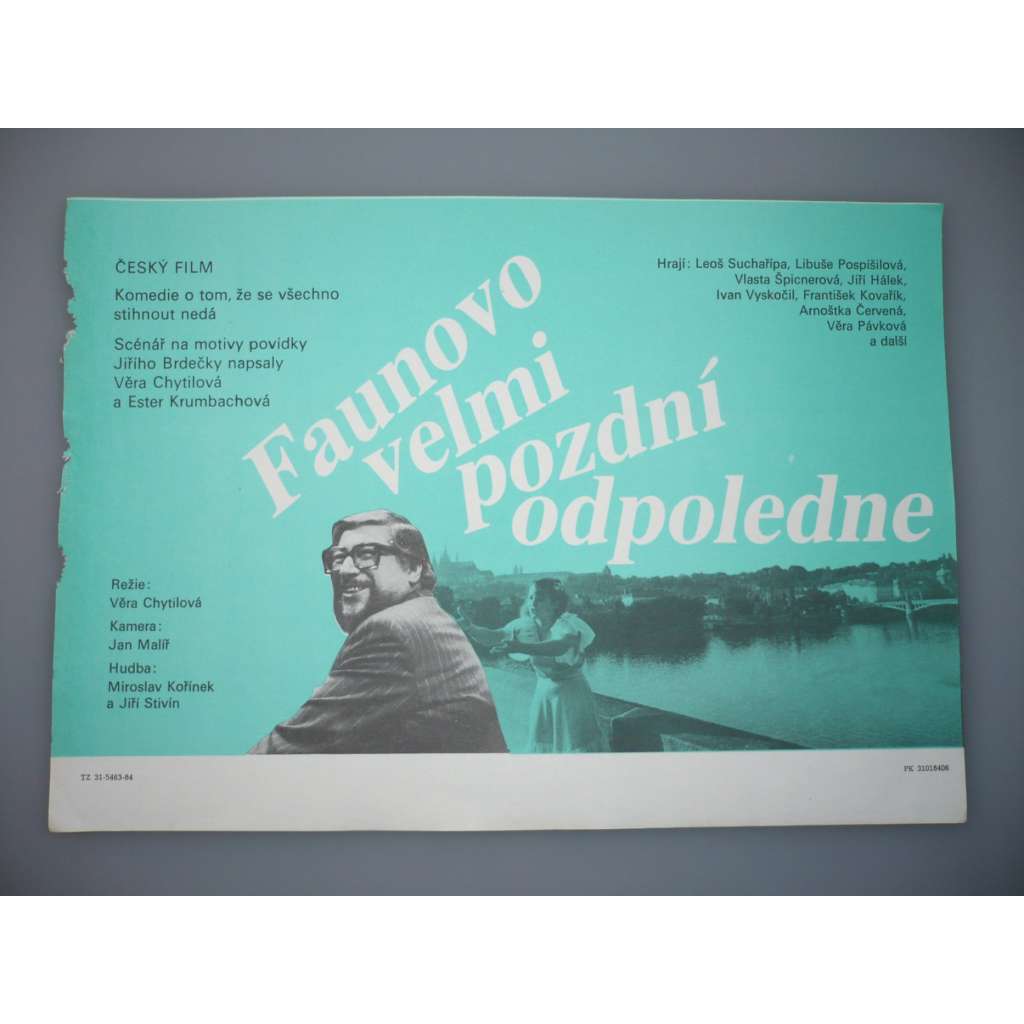 ČESKÝ FILM
Komedie o tom, že se všechno
stihnout nedá
Scénář na motivy povídky
Jiřího Brdečky napsaly
Věra Chytilová
a Ester Krumbachová
Hrají: Leoš Suchařípa, Libuše Pospíšilová,
Vlasta Špicnerová, Jiří Hálek,
Ivan Vyskočil, František Kovařík,
Arnoštka Červená,
Věra Pávková
a další
Faunovo
velmi
pozdní
odpoledne
Režie:
Věra Chytilová
Kamera:
Jan Malíř
Hudba:
Miroslav Kořínek
a Jiří Stivín
TZ 31-5463-84
PK 31018406